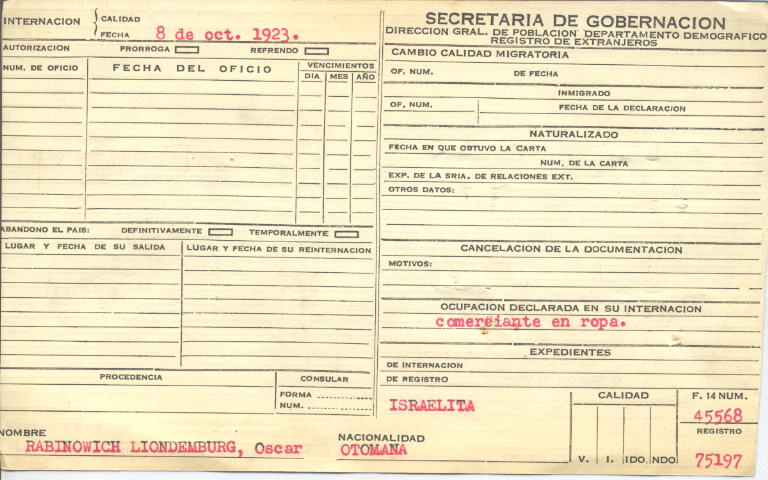 INTERNACION
CALIDAD
FECHA 8 de oct. 1923.
AUTORIZACION PRORROGA REFRENDO
NUM. DE OFICIO FECHA DEL OFICIO VENCIMIENTOS
DIA MES AÑO
ABANDONO EL PAIS: DEFINITIVAMENTE TEMPORALMENTE
LUGAR Y FECHA DE SU SALIDA LUGAR Y FECHA DE SU REINTERNACION
PROCEDENCIA CONSULAR
FORMA
NUM.
NOMBRE
RABINOWICH LIONDEMBURG, Oscar
NACIONALIDAD
OTOMANA
SECRETARIA DE GOBERNACION
DIRECCION GRAL. DE POBLACION DEPARTAMENTO DEMOGRAFICO
REGISTRO DE EXTRANJEROS
CAMBIO CALIDAD MIGRATORIA
OF. NUM. DE FECHA
INMIGRADO
OF. NUM. FECHA DE LA DECLARACION
NATURALIZADO
FECHA EN QUE OBTUVO LA CARTA
NUM. DE LA CARTA
EXP. DE LA SRIA. DE RELACIONES EXT.
OTROS DATOS:
CANCELACION DE LA DOCUMENTACION
MOTIVOS:
OCUPACION DECLARADA EN SU INTERNACION
comerciante en ropa.
EXPEDIENTES
DE INTERNACION
DE REGISTRO
ISRAELITA
CALIDAD
V. I. IDO. NDO.
F. 14 NUM.
45568
REGISTRO
75197